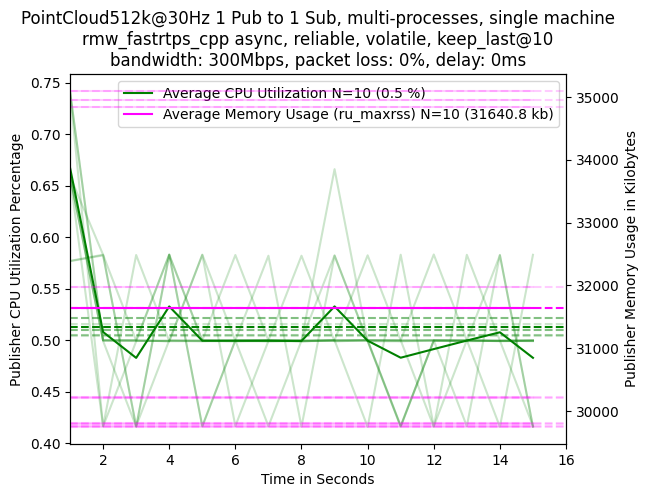 PointCloud512k@30Hz 1 Pub to 1 Sub, multi-processes, single machine
rmw_fastrtps_cpp async, reliable, volatile, keep_last@10
bandwidth: 300Mbps, packet loss: 0%, delay: 0ms
Average CPU Utilization N=10 (0.5 %)
Average Memory Usage (ru_maxrss) N=10 (31640.8 kb)
Publisher CPU Utilization Percentage
0.75
0.70
0.65
0.60
0.55
0.50
0.45
0.40
35000
34000
33000
32000
31000
30000
Publisher Memory Usage in Kilobytes
2 4 6 8 10 12 14 16
Time in Seconds